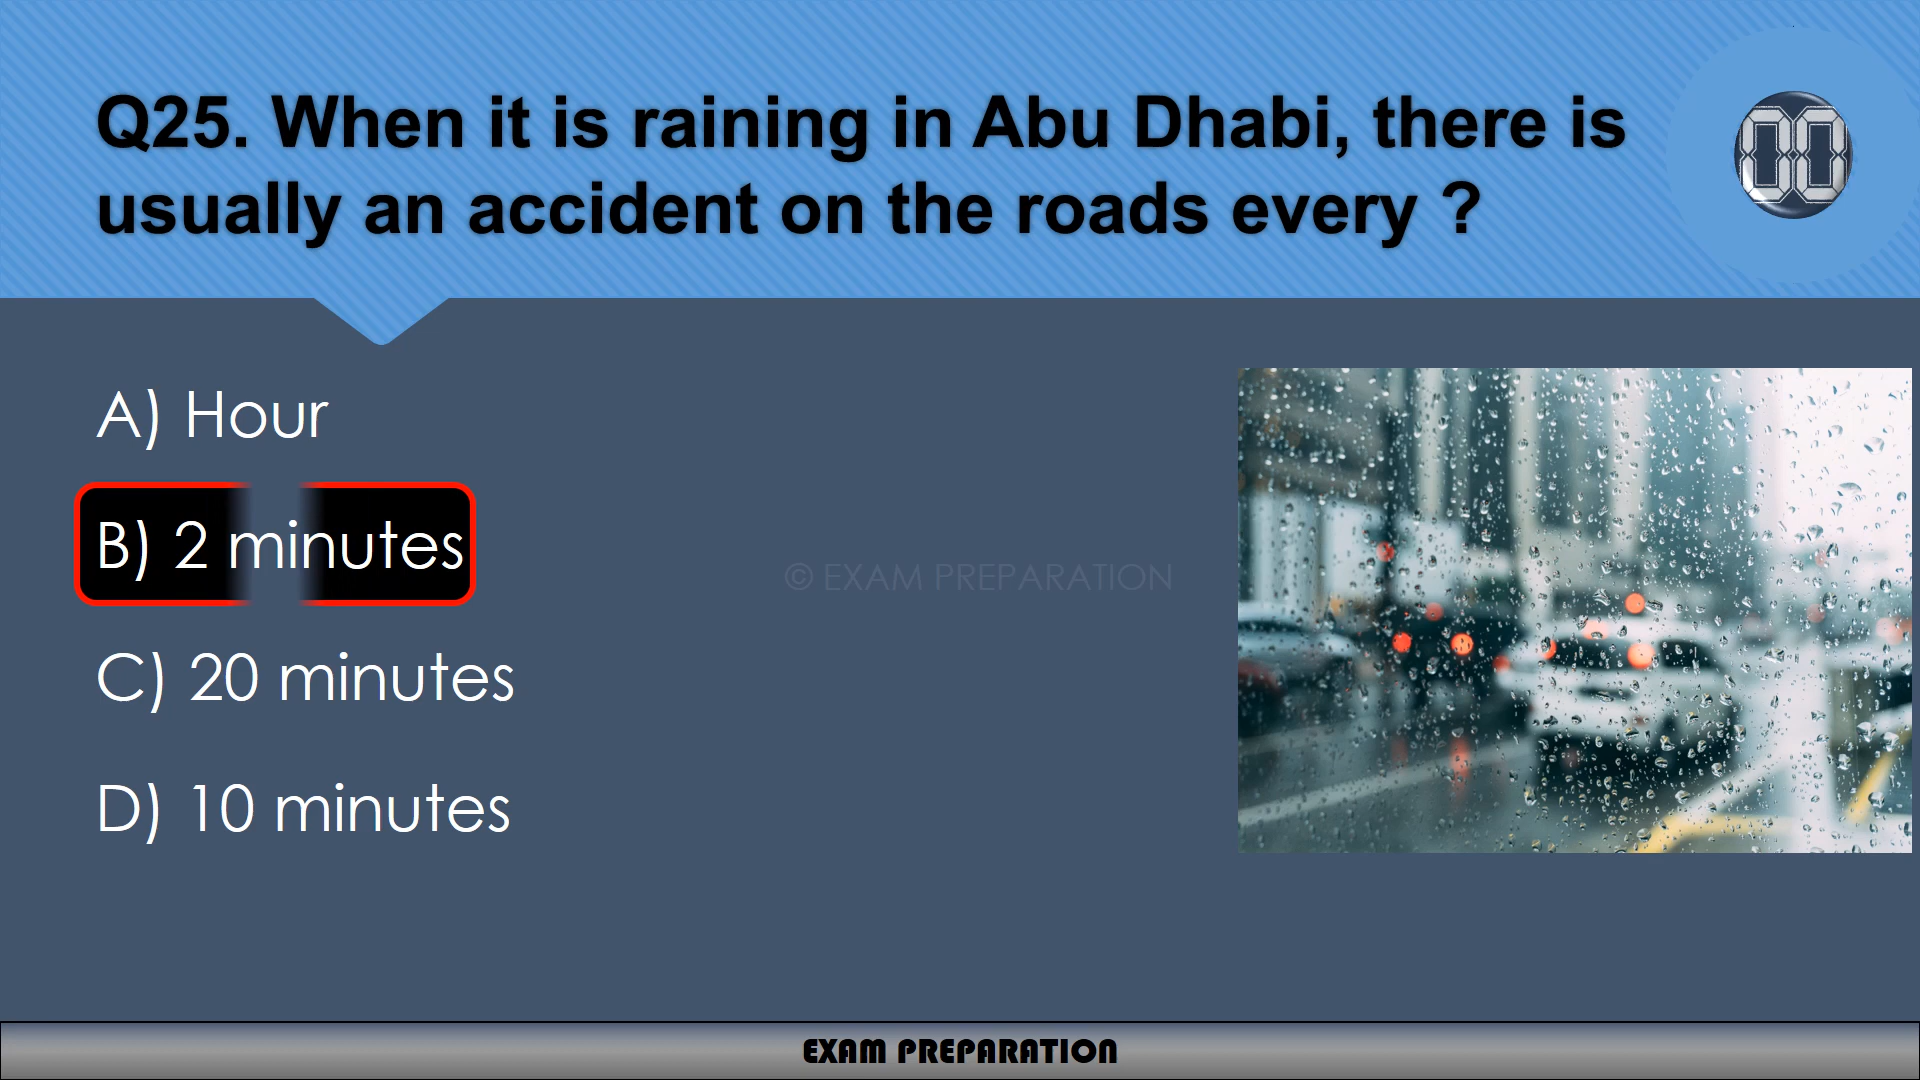 Q25. When it is raining in Abu Dhabi, there is
usually an accident on the roads every ?
00
A) Hour
B) 2 minutes
C) 20 minutes
D) 10 minutes
© EXAM PREPARATION
EXAM PREPARATION